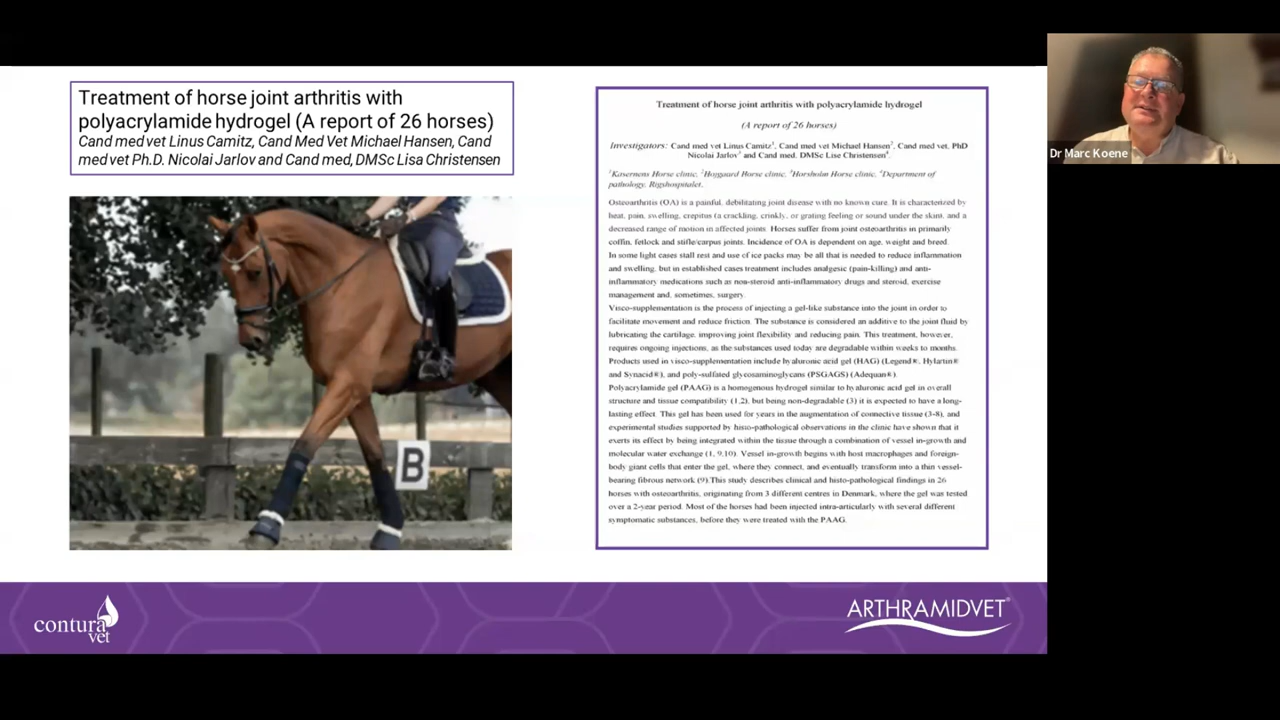 Treatment of horse joint arthritis with
polyacrylamide hydrogel (A report of 26 horses)
Cand med vet Linus Camitz, Cand Med Vet Michael Hansen, Cand
med vet Ph.D. Nicolai Jarlov and Cand med, DMSc Lisa Christensen
B
Treatment of horse joint arthritis with polyacrylamide hydrogel
(A report of 26 horses)
Investigators: Cand med vet Linus Camitz¹, Cand med vet Michael Hansen², Cand med vet, PhD
Nicolai Jarlov³ and Cand med. DMSc Lise Christensen⁴.
¹Kasernens Horse clinic, ²Hoggaard Horse clinic, ³Horsholm Horse clinic, ⁴Department of
pathology, Rigshospitalet.
Osteoarthritis (OA) is a painful, debilitating joint disease with no known cure. It is characterized by
heat, pain, swelling, crepitus (a crackling, crinkly, or grating feeling or sound under the skin), and a
decreased range of motion in affected joints. Horses suffer from joint osteoarthritis in primarily
coffin, fetlock and stifle/carpus joints. Incidence of OA is dependent on age, weight and breed.
In some light cases stall rest and use of ice packs may be all that is needed to reduce inflammation
and swelling, but in established cases treatment includes analgesic (pain-killing) and anti-
inflammatory medications such as non-steroid anti-inflammatory drugs and steroid, exercise
management and, sometimes, surgery.
Visco-supplementation is the process of injecting a gel-like substance into the joint in order to
facilitate movement and reduce friction. The substance is considered an additive to the joint fluid by
lubricating the cartilage, improving joint flexibility and reducing pain. This treatment, however,
requires ongoing injections, as the substances used today are degradable within weeks to months.
Products used in visco-supplementation include hyaluronic acid gel (HAG) (Legend®, Hylartin®
and Synacid®), and poly-sulfated glycosaminoglycans (PSGAGS) (Adequan®).
Polyacrylamide gel (PAAG) is a homogenous hydrogel similar to hyaluronic acid gel in overall
structure and tissue compatibility (1,2), but being non-degradable (3) it is expected to have a long-
lasting effect. This gel has been used for years in the augmentation of connective tissue (3-8), and
experimental studies supported by histo-pathological observations in the clinic have shown that it
exerts its effect by being integrated within the tissue through a combination of vessel in-growth and
molecular water exchange (1, 9,10). Vessel in-growth begins with host macrophages and foreign-
body giant cells that enter the gel, where they connect, and eventually transform into a thin vessel-
bearing fibrous network (9).This study describes clinical and histo-pathological findings in 26
horses with osteoarthritis, originating from 3 different centres in Denmark, where the gel was tested
over a 2-year period. Most of the horses had been injected intra-articularly with several different
symptomatic substances, before they were treated with the PAAG.
Dr Marc Koene
contura
vet
ARTHRAMIDVET®